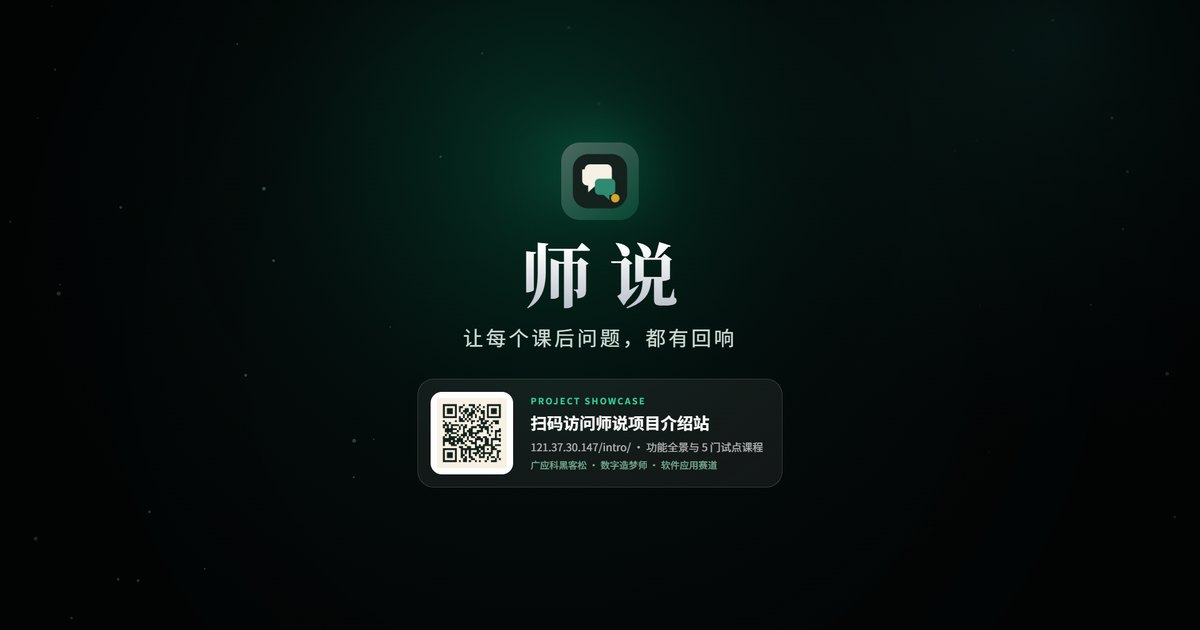 师说
让每个课后问题，都有回响
PROJECT SHOWCASE
扫码访问师说项目介绍站
121.37.30.147/intro/ · 功能全景与 5 门试点课程
广应科黑客松 · 数字造梦师 · 软件应用赛道